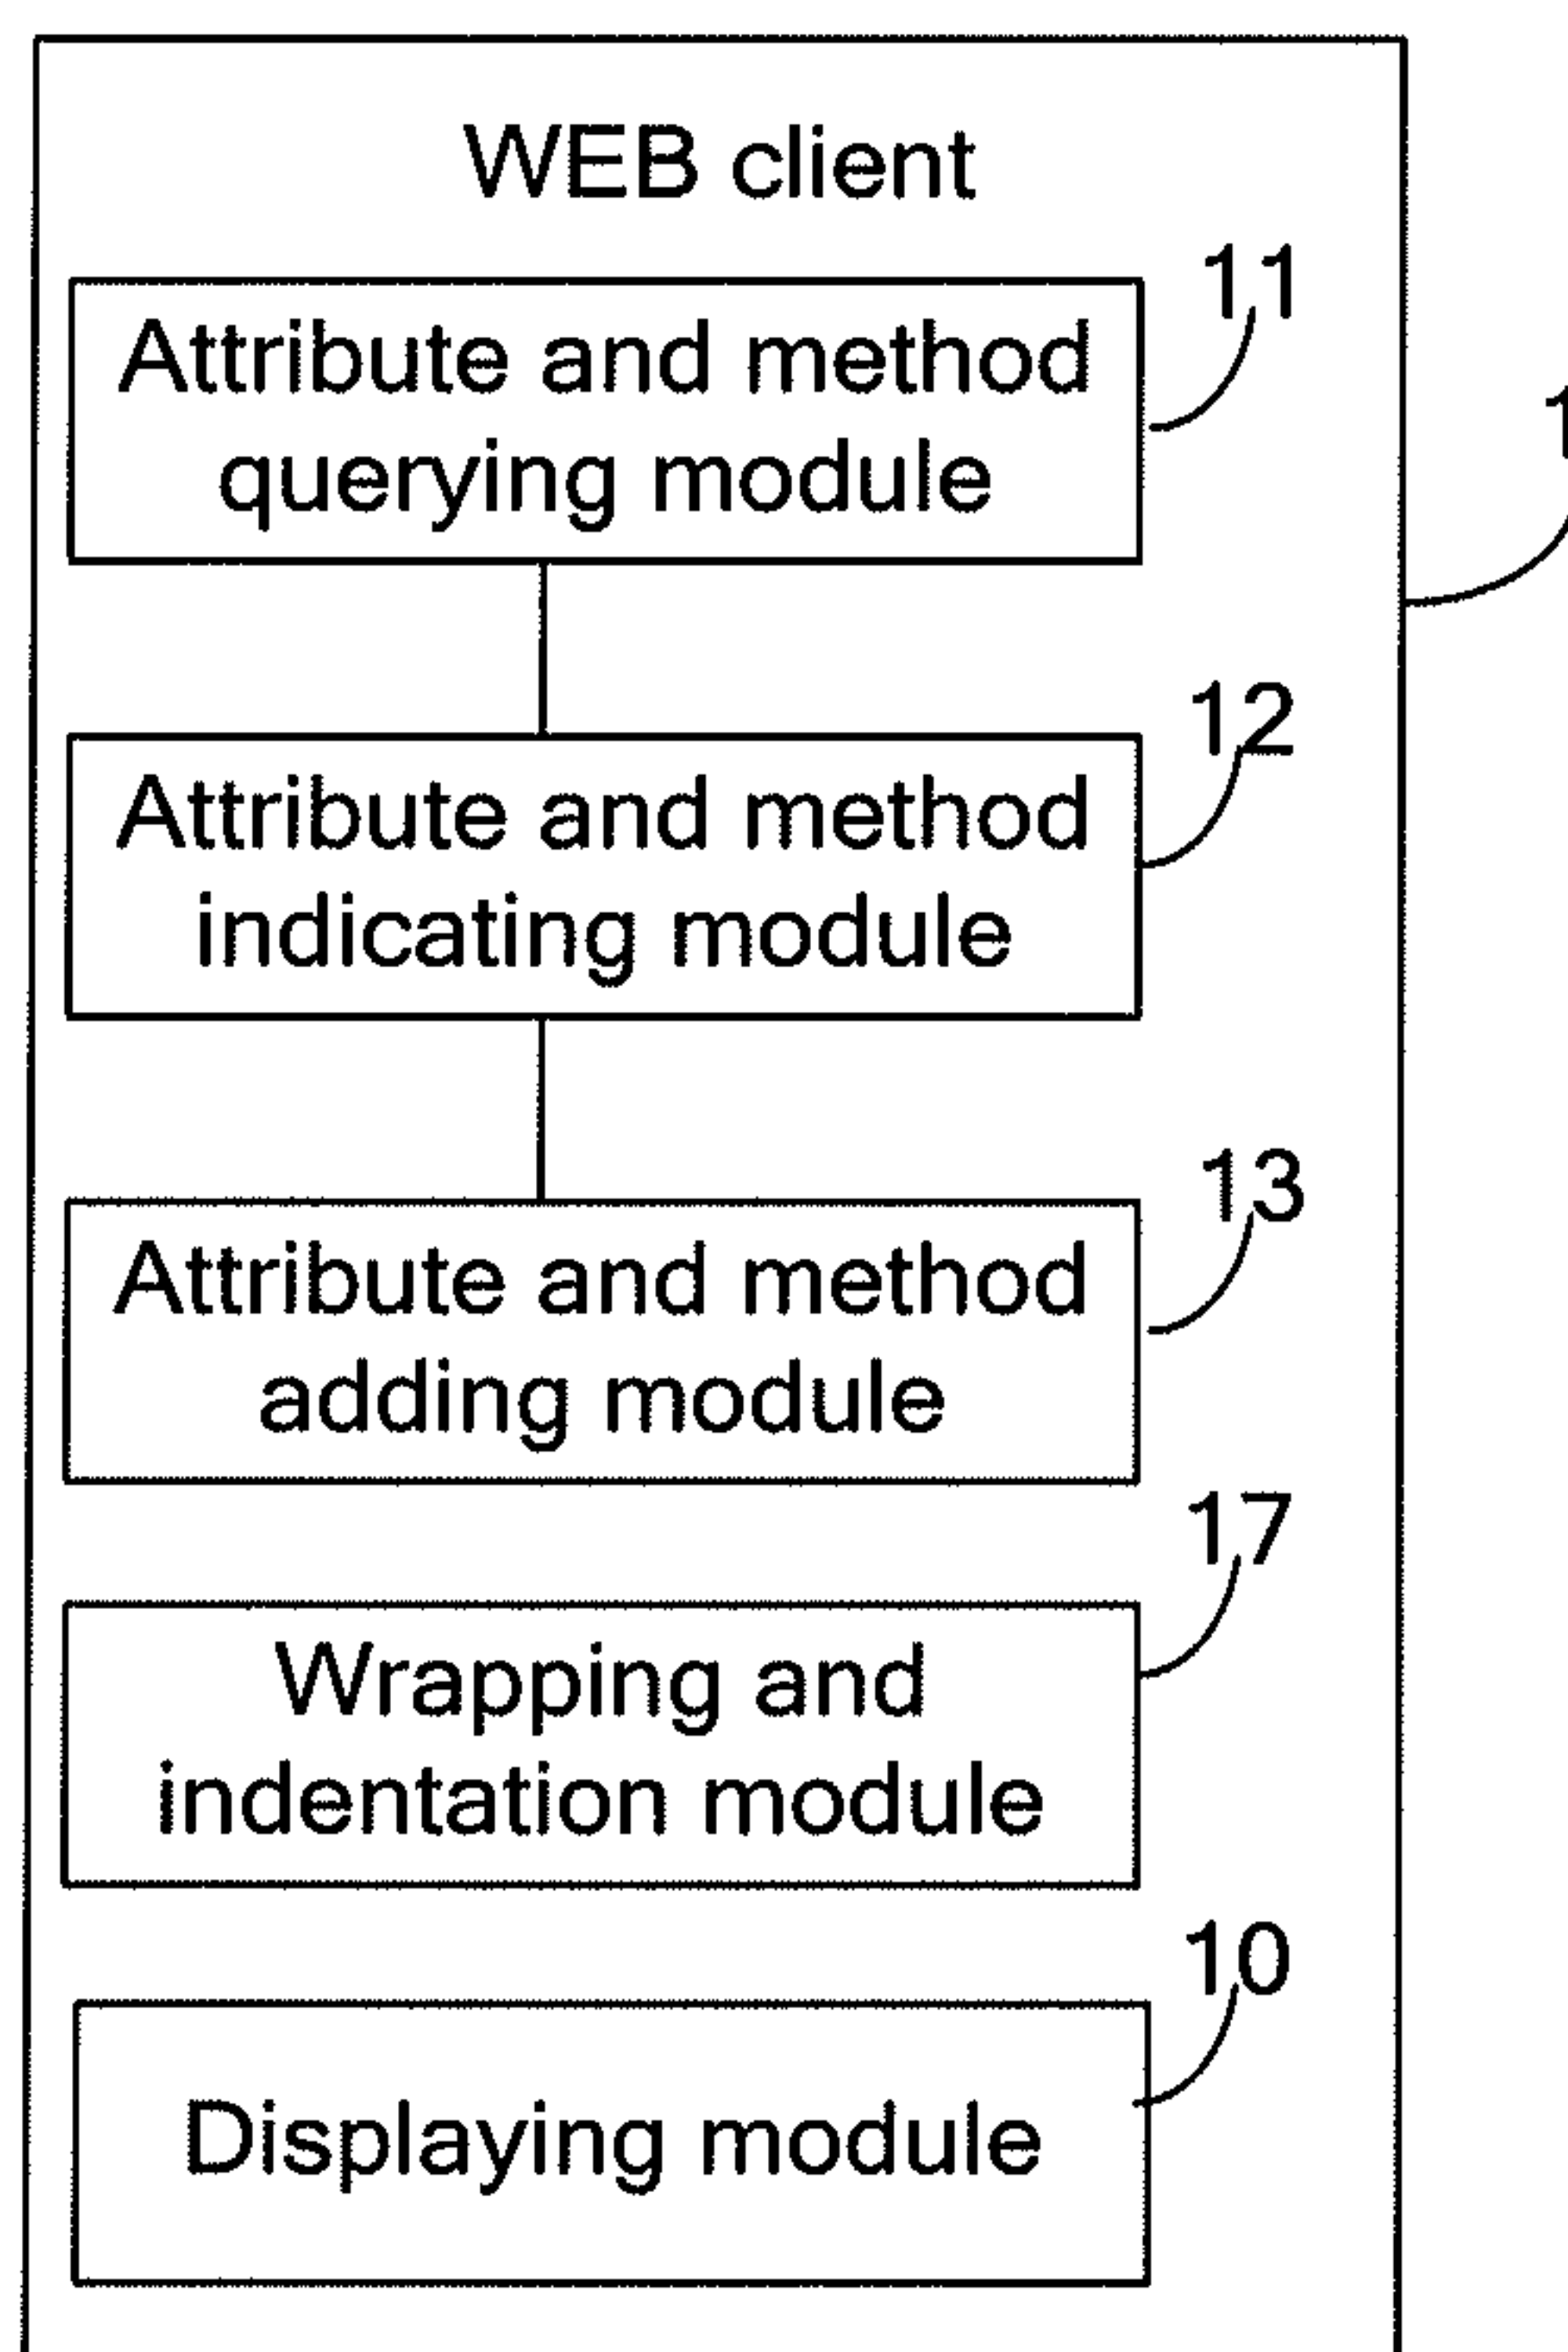 WEB client
11
Attribute and method
querying module
1
12
Attribute and method
indicating module
13
Attribute and method
adding module
17
Wrapping and
indentation module
10
Displaying module